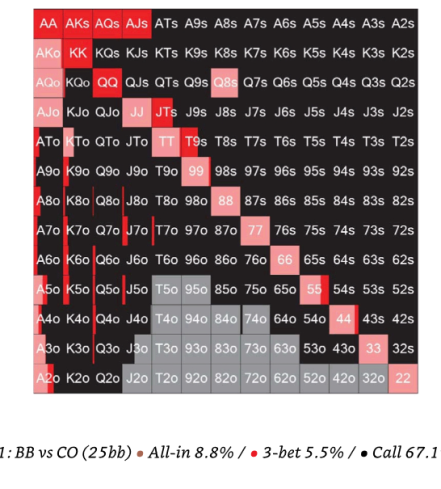 AA AKs AQs AJs ATs A9s A8s A7s A6s A5s A4s A3s A2s
AKo KK KQs KJs KTs K9s K8s K7s K6s K5s K4s K3s K2s
AQo KQo QQ QJs QTs Q9s Q8s Q7s Q6s Q5s Q4s Q3s Q2s
AJo KJo QJo JJ JTs J9s J8s J7s J6s J5s J4s J3s J2s
ATo KTo QTo JTo TT T9s T8s T7s T6s T5s T4s T3s T2s
A9o K9o Q9o J9o T9o 99 98s 97s 96s 95s 94s 93s 92s
A8o K8o Q8o J8o T8o 98o 88 87s 86s 85s 84s 83s 82s
A7o K7o Q7o J7o T7o 97o 87o 77 76s 75s 74s 73s 72s
A6o K6o Q6o J6o T6o 96o 86o 76o 66 65s 64s 63s 62s
A5o K5o Q5o J5o T5o 95o 85o 75o 65o 55 54s 53s 52s
A4o K4o Q4o J4o T4o 94o 84o 74o 64o 54o 44 43s 42s
A3o K3o Q3o J3o T3o 93o 83o 73o 63o 53o 43o 33 32s
A2o K2o Q2o J2o T2o 92o 82o 72o 62o 52o 42o 32o 22
1: BB vs CO (25bb) • All-in 8.8% / • 3-bet 5.5% / • Call 67.1